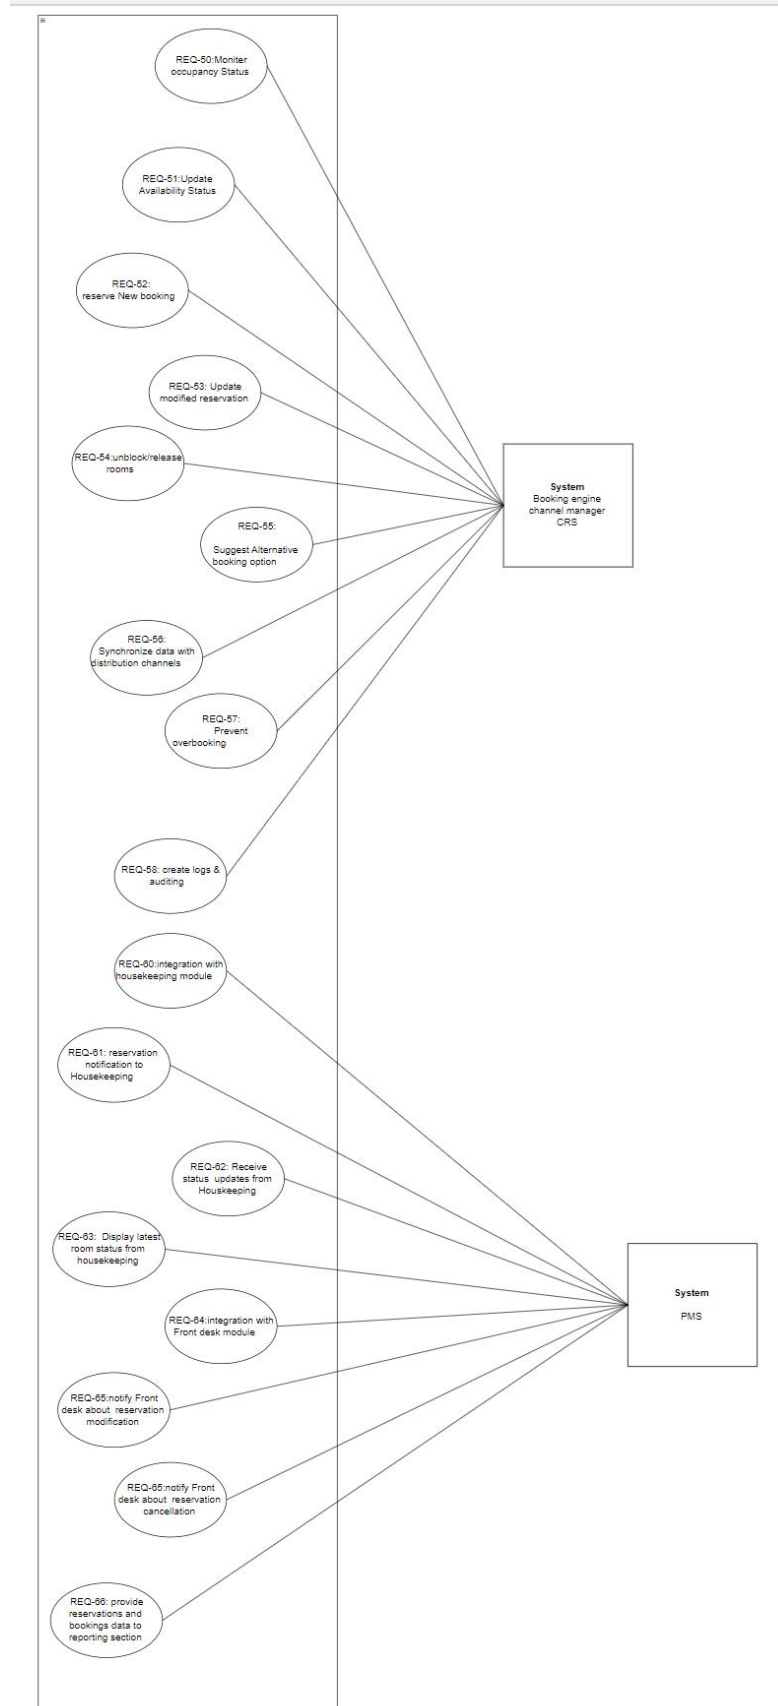 REQ-50:Moniter
occupancy Status
REQ-51:Update
Availability Status
REQ-52:
reserve New booking
REQ-53: Update
modified reservation
REQ-54:unblook/release
rooms
System
Booking engine
channel manager
CRS
REQ-55:
Suggest Alternative
booking option
REQ-56:
Synchronize data with
distribution channels
REQ-57:
Prevent
overbooking
REQ-58: create logs &
auditing
REQ-60:integration with
housekeeping module
REQ-61: reservation
notification to
Housekeeping
REQ-62: Receive
status updates from
Houskeeping
REQ-63: Display latest
room status from
housekeeping
System
PMS
REQ-64:integration with
Front desk module
REQ-65:notify Front
desk about reservation
modification
REQ-65:notify Front
desk about reservation
cancellation
REQ-66: provide
reservations and
bookings data to
reporting section